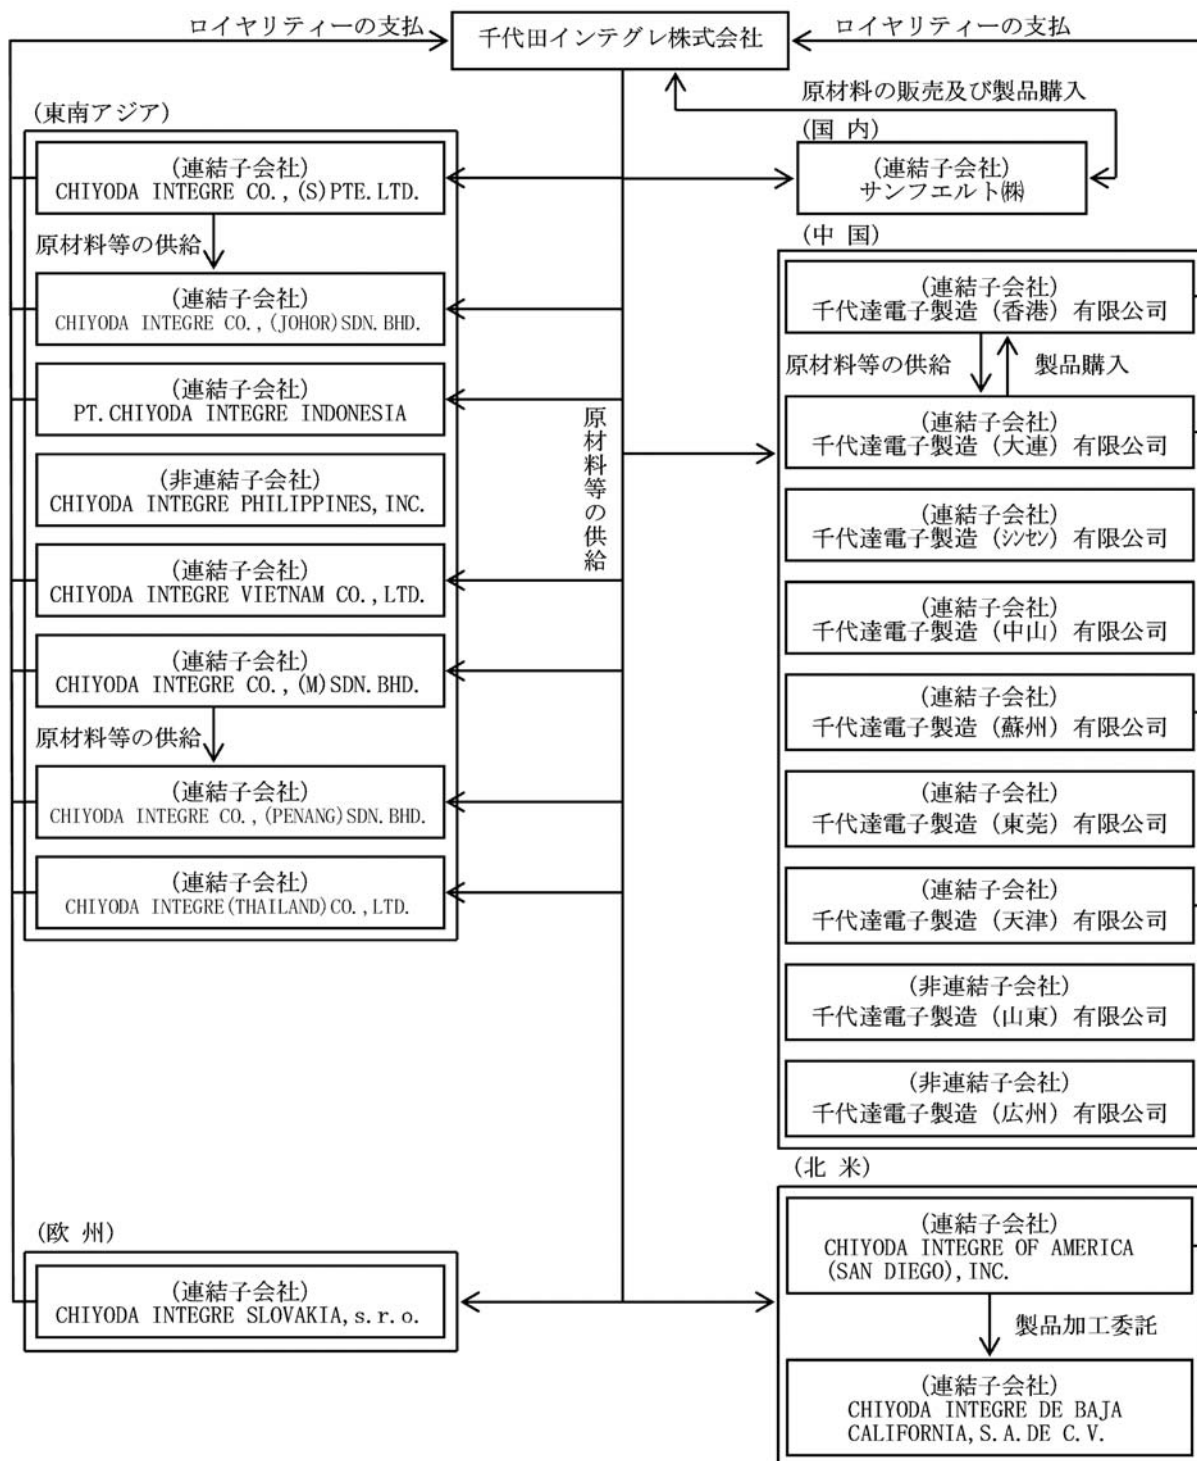 ロイヤリティーの支払
千代田インテグレ株式会社
ロイヤリティーの支払
原材料の販売及び製品購入
(東南アジア)
(連結子会社)
CHIYODA INTEGRE CO., (S)PTE.LTD.
原材料等の供給
(連結子会社)
CHIYODA INTEGRE CO., (JOHOR)SDN.BHD.
(連結子会社)
PT.CHIYODA INTEGRE INDONESIA
(非連結子会社)
CHIYODA INTEGRE PHILIPPINES, INC.
(連結子会社)
CHIYODA INTEGRE VIETNAM CO.,LTD.
(連結子会社)
CHIYODA INTEGRE CO., (M)SDN.BHD.
原材料等の供給
(連結子会社)
CHIYODA INTEGRE CO., (PENANG)SDN.BHD.
(連結子会社)
CHIYODA INTEGRE(THAILAND)CO.,LTD.
(欧 州)
(連結子会社)
CHIYODA INTEGRE SLOVAKIA, s.r.o.
原材料等の供給
(国 内)
(連結子会社)
サンフエルト㈱
(中 国)
(連結子会社)
千代達電子製造（香港）有限公司
原材料等の供給
製品購入
(連結子会社)
千代達電子製造（大連）有限公司
(連結子会社)
千代達電子製造（ｼﾝｾﾝ）有限公司
(連結子会社)
千代達電子製造（中山）有限公司
(連結子会社)
千代達電子製造（蘇州）有限公司
(連結子会社)
千代達電子製造（東莞）有限公司
(連結子会社)
千代達電子製造（天津）有限公司
(非連結子会社)
千代達電子製造（山東）有限公司
(非連結子会社)
千代達電子製造（広州）有限公司
(北 米)
(連結子会社)
CHIYODA INTEGRE OF AMERICA
(SAN DIEGO), INC.
製品加工委託
(連結子会社)
CHIYODA INTEGRE DE BAJA
CALIFORNIA, S.A.DE C.V.